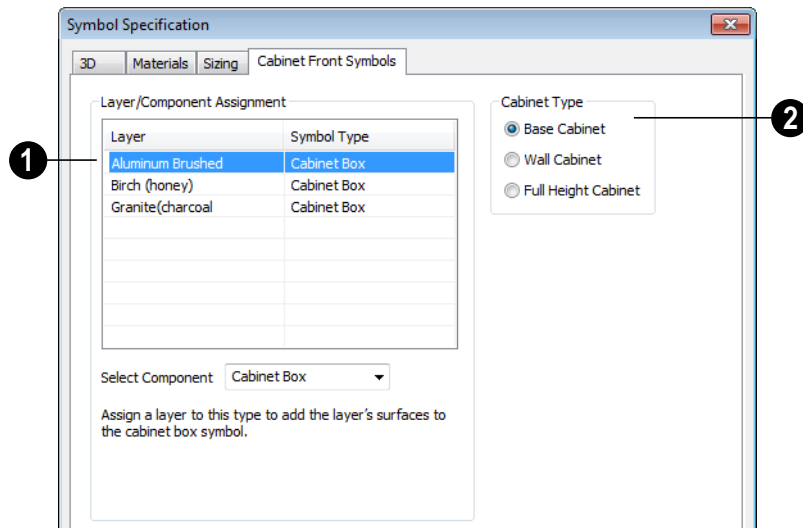 Symbol Specification
3D Materials Sizing Cabinet Front Symbols
Layer/Component Assignment
Layer Symbol Type
Aluminum Brushed Cabinet Box
Birch (honey) Cabinet Box
Granite(charcoal Cabinet Box
Select Component Cabinet Box
Assign a layer to this type to add the layer's surfaces to
the cabinet box symbol.
1
Cabinet Type
Base Cabinet
Wall Cabinet
Full Height Cabinet
2